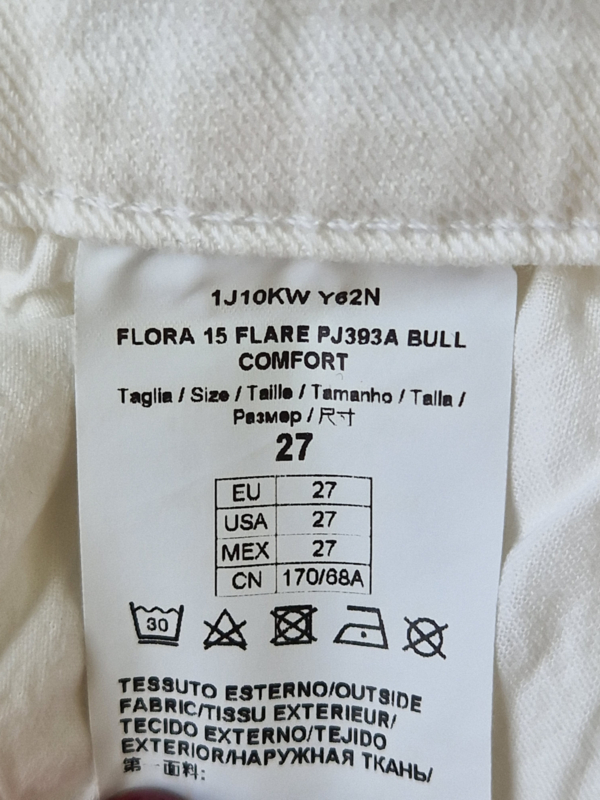 1J10KW Y62N
FLORA 15 FLARE PJ393A BULL
COMFORT
Taglia / Size / Taille / Tamanho / Talla /
Размер / 尺寸
27
EU 27
USA 27
MEX 27
CN 170/68A
30
TESSUTO ESTERNO/OUTSIDE
FABRIC/TISSU EXTERIEUR/
TECIDO EXTERNO/TEJIDO
EXTERIOR/НАРУЖНАЯ ТКАНЬ/
第一面料: